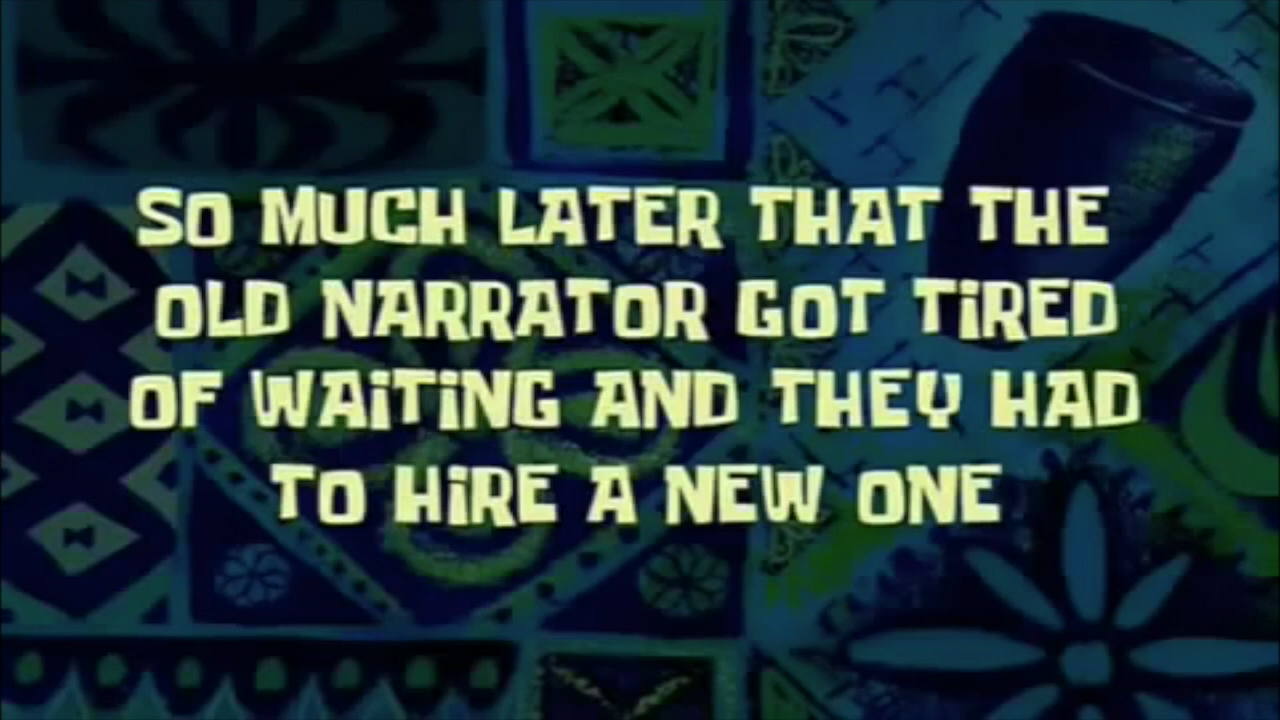 SO MUCH LATER THAT THE
OLD NARRATOR GOT TiRED
OF WAiTiNG AND THEY HAD
TO HiRE A NEW ONE